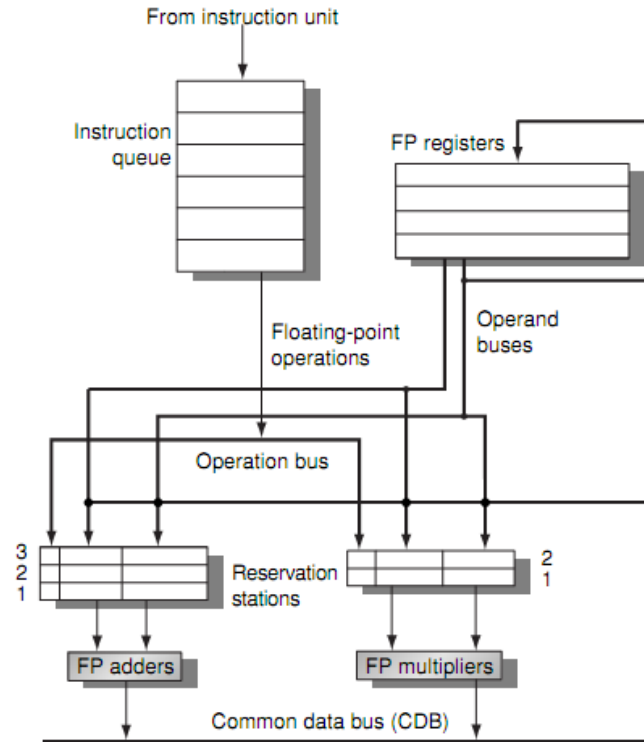 From instruction unit
Instruction
queue
FP registers
Floating-point
operations
Operand
buses
Operation bus
3
2
1
Reservation
stations
2
1
FP adders
FP multipliers
Common data bus (CDB)